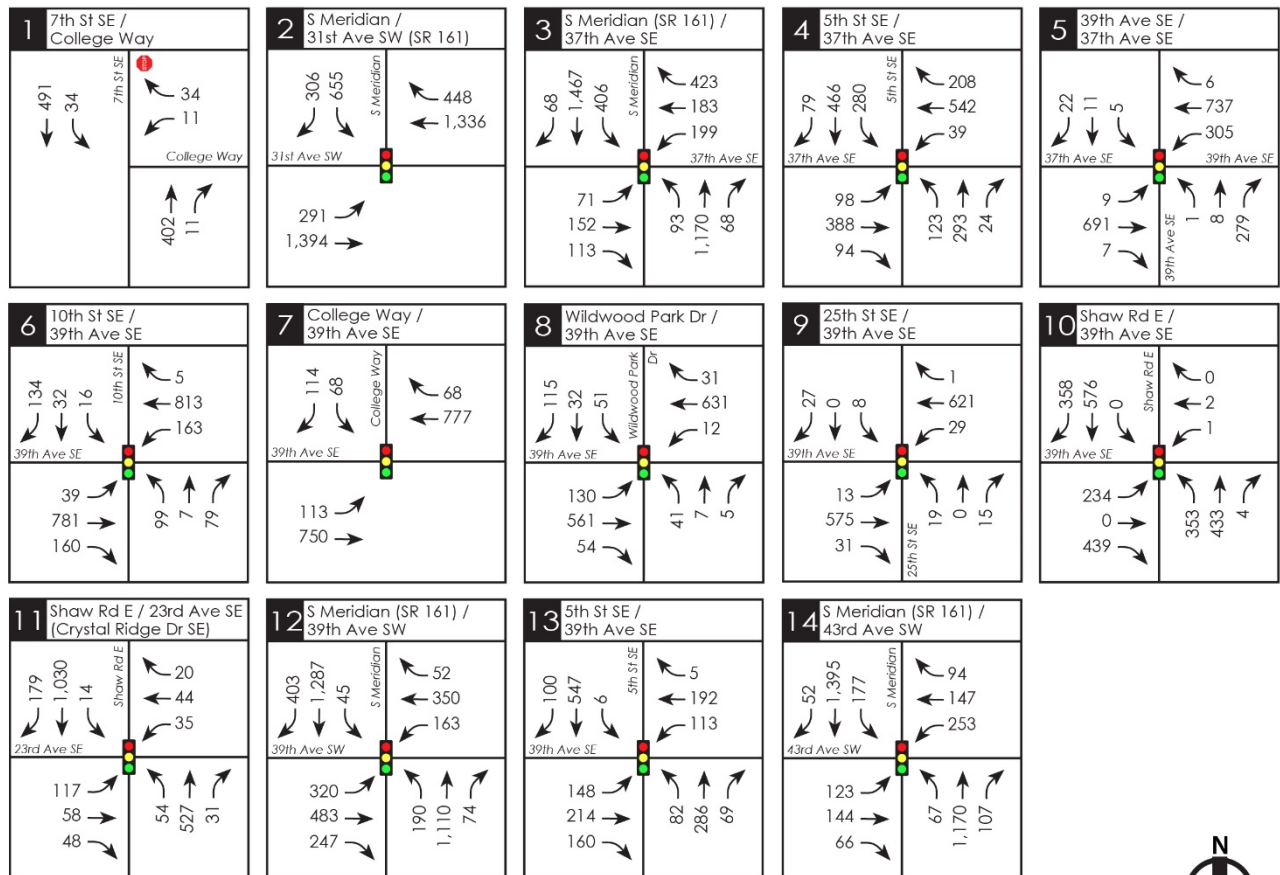 1
7th St SE /
College Way
7th St SE
STOP
491
34
34
11
College Way
402
11
2
S Meridian /
31st Ave SW (SR 161)
S Meridian
306
655
448
1,336
31st Ave SW
291
1,394
3
S Meridian (SR 161) /
37th Ave SE
S Meridian
68
1,467
406
423
183
199
37th Ave SE
71
152
113
93
1,170
68
4
5th St SE /
37th Ave SE
5th St SE
79
466
280
208
542
39
37th Ave SE
98
388
94
123
293
24
5
39th Ave SE /
37th Ave SE
22
11
5
6
737
305
37th Ave SE
39th Ave SE
9
691
7
39th Ave SE
1
8
279
6
10th St SE /
39th Ave SE
10th St SE
134
32
16
5
813
163
39th Ave SE
39
781
160
99
7
79
7
College Way /
39th Ave SE
College Way
114
68
68
777
39th Ave SE
113
750
8
Wildwood Park Dr /
39th Ave SE
Wildwood Park
Dr
115
32
51
31
631
12
39th Ave SE
130
561
54
41
7
5
9
25th St SE /
39th Ave SE
27
0
8
1
621
29
39th Ave SE
13
575
31
25th St SE
19
0
15
10
Shaw Rd E /
39th Ave SE
Shaw Rd E
358
576
0
0
2
1
39th Ave SE
234
0
439
353
433
4
11
Shaw Rd E / 23rd Ave SE
(Crystal Ridge Dr SE)
Shaw Rd E
179
1,030
14
20
44
35
23rd Ave SE
117
58
48
54
527
31
12
S Meridian (SR 161) /
39th Ave SW
S Meridian
403
1,287
45
52
350
163
39th Ave SW
320
483
247
190
1,110
74
13
5th St SE /
39th Ave SE
5th St SE
100
547
6
5
192
113
39th Ave SE
148
214
160
82
286
69
14
S Meridian (SR 161) /
43rd Ave SW
S Meridian
52
1,395
177
94
147
253
43rd Ave SW
123
144
66
67
1,170
107
N